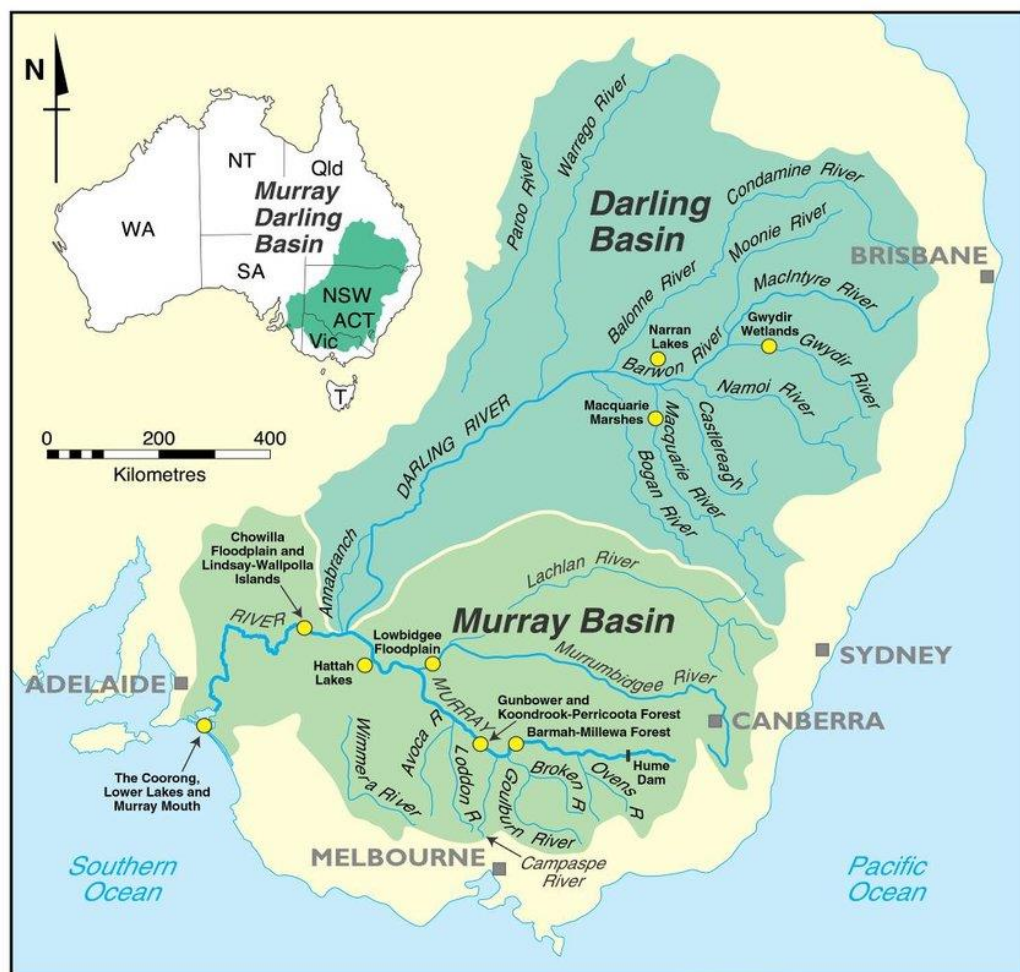 N
NT
Qld
Murray
Darling
Basin
WA
SA
NSW
ACT
Vic
T
0 200 400
Kilometres
Paroo River
Warrego River
Darling
Basin
Condamine River
Moonie River
Balonne River
MacIntyre River
BRISBANE
Narran
Lakes
Gwydir
Wetlands
Barwon River
Gwydir River
Namoi River
Macquarie
Marshes
Castlereagh
Macquarie River
Bogan River
DARLING RIVER
Annabranch
Chowilla
Floodplain and
Lindsay-Wallpolla
Islands
Lachlan River
RIVER
Murray Basin
Lowbidgee
Floodplain
Hattah
Lakes
Murrumbidgee River
SYDNEY
ADELAIDE
MURRAY
Gunbower and
Koondrook-Perricoota Forest
CANBERRA
Barmah-Millewa Forest
Wimmera River
Avoca R
Loddon R
Goulburn River
Broken R
Ovens R
Hume
Dam
The Coorong,
Lower Lakes and
Murray Mouth
MELBOURNE
Campaspe
River
Southern
Ocean
Pacific
Ocean